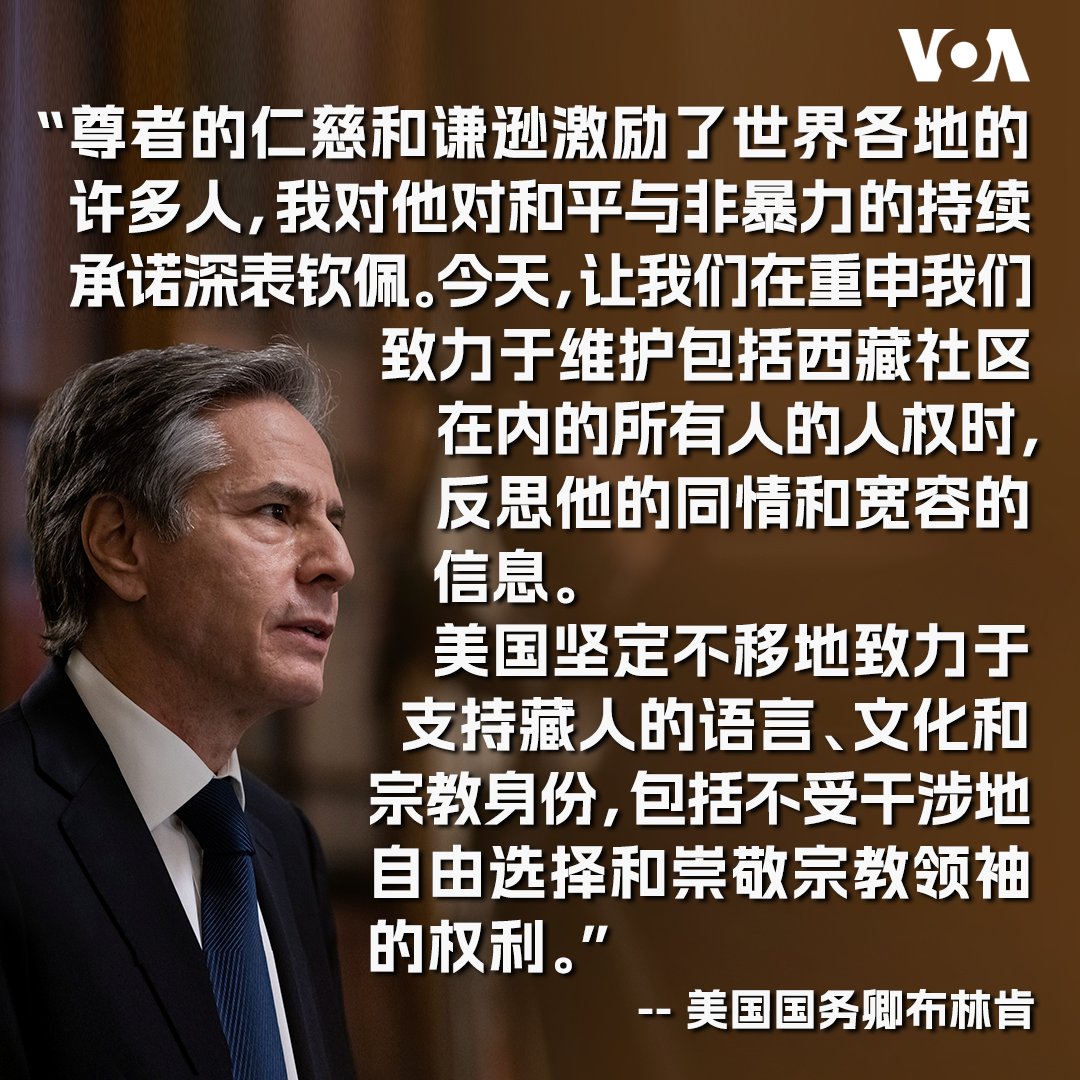 VOA
“尊者的仁慈和谦逊激励了世界各地的
许多人，我对他对和平与非暴力的持续
承诺深表钦佩。今天，让我们在重申我们
致力于维护包括西藏社区
在内的所有人的人权时，
反思他的同情和宽容的
信息。
美国坚定不移地致力于
支持藏人的语言、文化和
宗教身份，包括不受干涉地
自由选择和崇敬宗教领袖
的权利。”
-- 美国国务卿布林肯